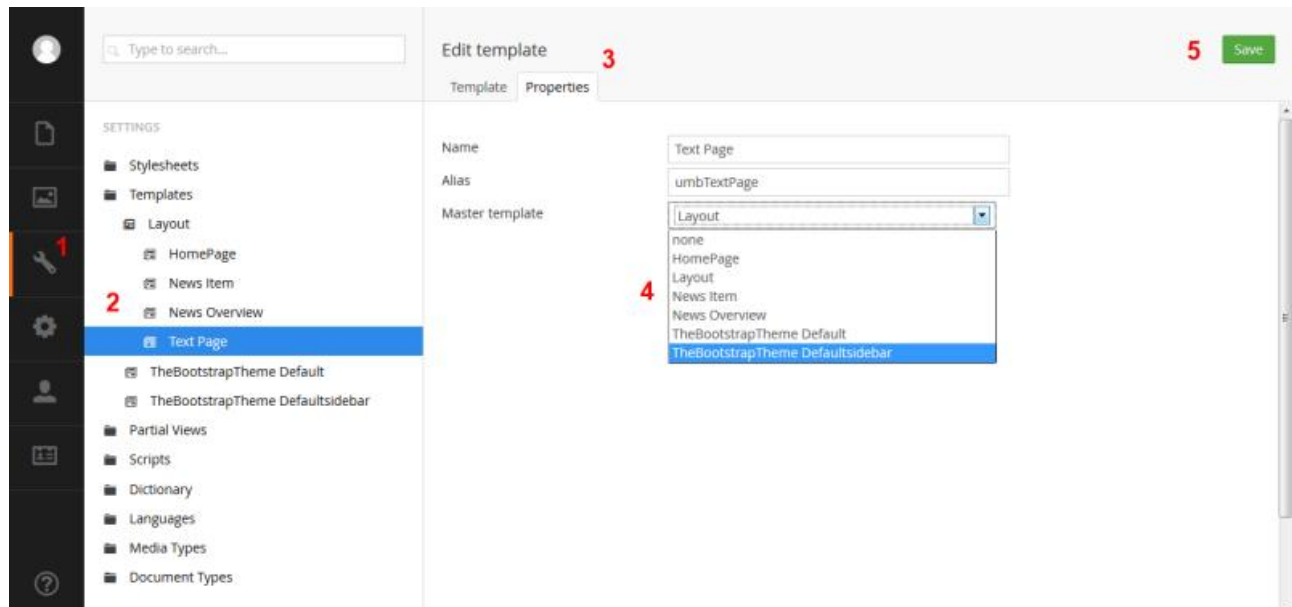 Type to search...
Edit template
3
5
Save
Template
Properties
1
SETTINGS
Stylesheets
Templates
Layout
HomePage
News Item
2
News Overview
Text Page
TheBootstrapTheme Default
TheBootstrapTheme Defaultsidebar
Partial Views
Scripts
Dictionary
Languages
Media Types
Document Types
Name
Text Page
Alias
umbTextPage
Master template
Layout
none
HomePage
Layout
4
News Item
News Overview
TheBootstrapTheme Default
TheBootstrapTheme Defaultsidebar
?